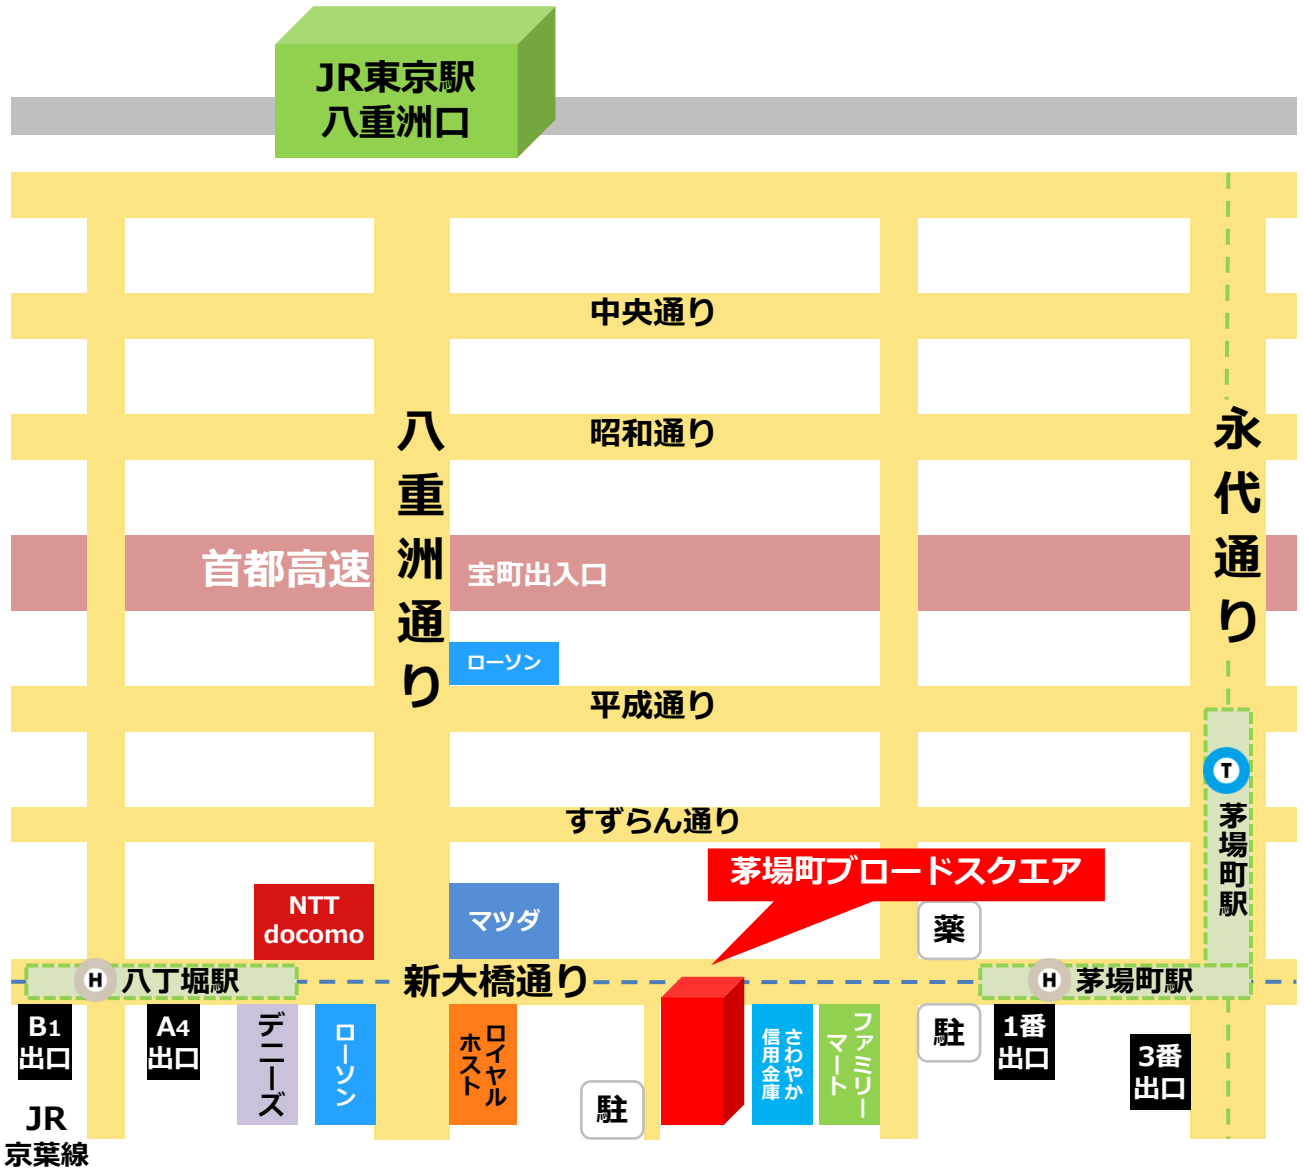 JR東京駅
八重洲口
中央通り
昭和通り
八重洲通り
永代通り
首都高速
宝町出入口
ローソン
平成通り
T
茅場町駅
すずらん通り
茅場町ブロードスクエア
NTT
docomo
マツダ
薬
H
八丁堀駅
新大橋通り
H
茅場町駅
B1
出口
A4
出口
デニーズ
ローソン
ロイヤル
ホスト
駐
さわやか
信用金庫
ファミリー
マート
駐
1番
出口
3番
出口
JR
京葉線